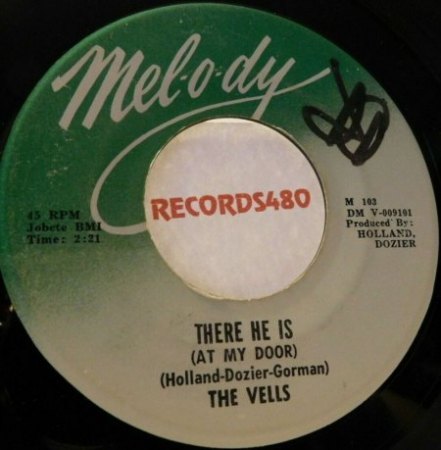 Mel-o-dy
RECORDS480
45 RPM
Jobete BMI
Time: 2:21
M 103
DM V-009101
Produced By:
HOLLAND,
DOZIER
THERE HE IS
(AT MY DOOR)
(Holland-Dozier-Gorman)
THE VELLS